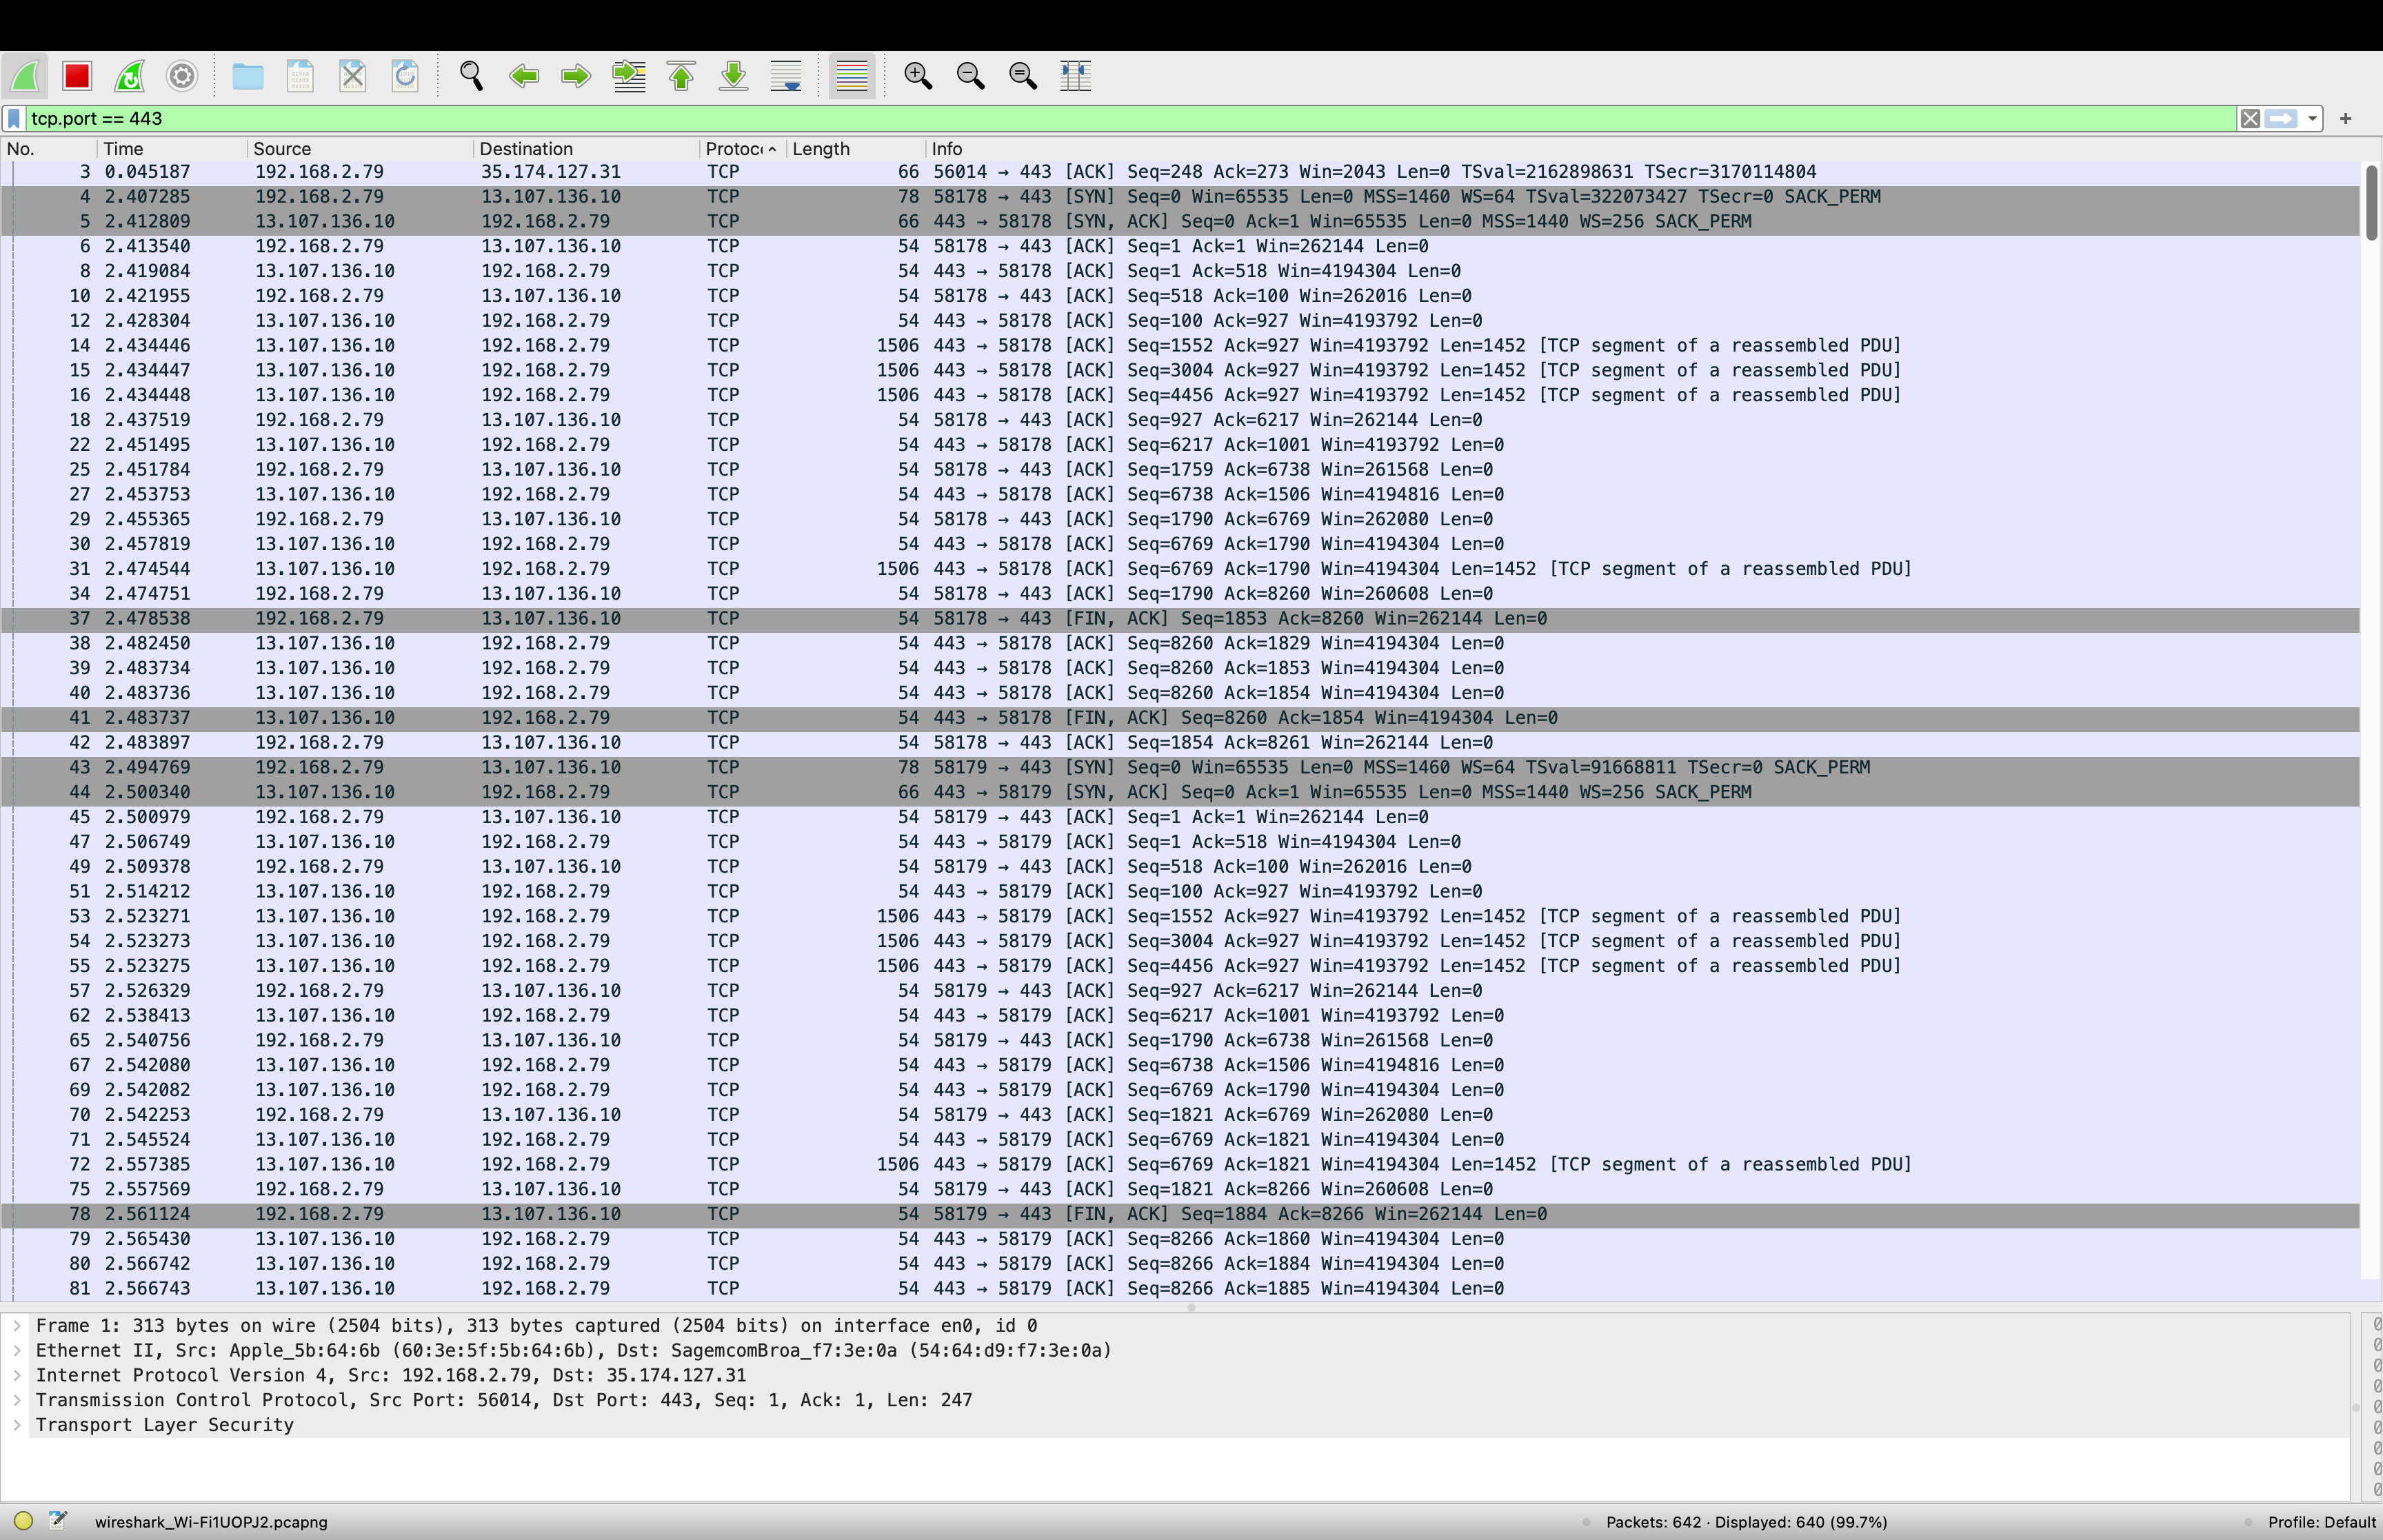 tcp.port == 443
No. Time Source Destination Protoc Length Info
3 0.045187 192.168.2.79 35.174.127.31 TCP 66 56014 → 443 [ACK] Seq=248 Ack=273 Win=2043 Len=0 TSval=2162898631 TSecr=3170114804
4 2.407285 192.168.2.79 13.107.136.10 TCP 78 58178 → 443 [SYN] Seq=0 Win=65535 Len=0 MSS=1460 WS=64 TSval=322073427 TSecr=0 SACK_PERM
5 2.412809 13.107.136.10 192.168.2.79 TCP 66 443 → 58178 [SYN, ACK] Seq=0 Ack=1 Win=65535 Len=0 MSS=1440 WS=256 SACK_PERM
6 2.413540 192.168.2.79 13.107.136.10 TCP 54 58178 → 443 [ACK] Seq=1 Ack=1 Win=262144 Len=0
8 2.419084 13.107.136.10 192.168.2.79 TCP 54 443 → 58178 [ACK] Seq=1 Ack=518 Win=4194304 Len=0
10 2.421955 192.168.2.79 13.107.136.10 TCP 54 58178 → 443 [ACK] Seq=518 Ack=100 Win=262016 Len=0
12 2.428304 13.107.136.10 192.168.2.79 TCP 54 443 → 58178 [ACK] Seq=100 Ack=927 Win=4193792 Len=0
14 2.434446 13.107.136.10 192.168.2.79 TCP 1506 443 → 58178 [ACK] Seq=1552 Ack=927 Win=4193792 Len=1452 [TCP segment of a reassembled PDU]
15 2.434447 13.107.136.10 192.168.2.79 TCP 1506 443 → 58178 [ACK] Seq=3004 Ack=927 Win=4193792 Len=1452 [TCP segment of a reassembled PDU]
16 2.434448 13.107.136.10 192.168.2.79 TCP 1506 443 → 58178 [ACK] Seq=4456 Ack=927 Win=4193792 Len=1452 [TCP segment of a reassembled PDU]
18 2.437519 192.168.2.79 13.107.136.10 TCP 54 58178 → 443 [ACK] Seq=927 Ack=6217 Win=262144 Len=0
22 2.451495 13.107.136.10 192.168.2.79 TCP 54 443 → 58178 [ACK] Seq=6217 Ack=1001 Win=4193792 Len=0
25 2.451784 192.168.2.79 13.107.136.10 TCP 54 58178 → 443 [ACK] Seq=1759 Ack=6738 Win=261568 Len=0
27 2.453753 13.107.136.10 192.168.2.79 TCP 54 443 → 58178 [ACK] Seq=6738 Ack=1506 Win=4194816 Len=0
29 2.455365 192.168.2.79 13.107.136.10 TCP 54 58178 → 443 [ACK] Seq=1790 Ack=6769 Win=262080 Len=0
30 2.457819 13.107.136.10 192.168.2.79 TCP 54 443 → 58178 [ACK] Seq=6769 Ack=1790 Win=4194304 Len=0
31 2.474544 13.107.136.10 192.168.2.79 TCP 1506 443 → 58178 [ACK] Seq=6769 Ack=1790 Win=4194304 Len=1452 [TCP segment of a reassembled PDU]
34 2.474751 192.168.2.79 13.107.136.10 TCP 54 58178 → 443 [ACK] Seq=1790 Ack=8260 Win=260608 Len=0
37 2.478538 192.168.2.79 13.107.136.10 TCP 54 58178 → 443 [FIN, ACK] Seq=1853 Ack=8260 Win=262144 Len=0
38 2.482450 13.107.136.10 192.168.2.79 TCP 54 443 → 58178 [ACK] Seq=8260 Ack=1829 Win=4194304 Len=0
39 2.483734 13.107.136.10 192.168.2.79 TCP 54 443 → 58178 [ACK] Seq=8260 Ack=1853 Win=4194304 Len=0
40 2.483736 13.107.136.10 192.168.2.79 TCP 54 443 → 58178 [ACK] Seq=8260 Ack=1854 Win=4194304 Len=0
41 2.483737 13.107.136.10 192.168.2.79 TCP 54 443 → 58178 [FIN, ACK] Seq=8260 Ack=1854 Win=4194304 Len=0
42 2.483897 192.168.2.79 13.107.136.10 TCP 54 58178 → 443 [ACK] Seq=1854 Ack=8261 Win=262144 Len=0
43 2.494769 192.168.2.79 13.107.136.10 TCP 78 58179 → 443 [SYN] Seq=0 Win=65535 Len=0 MSS=1460 WS=64 TSval=91668811 TSecr=0 SACK_PERM
44 2.500340 13.107.136.10 192.168.2.79 TCP 66 443 → 58179 [SYN, ACK] Seq=0 Ack=1 Win=65535 Len=0 MSS=1440 WS=256 SACK_PERM
45 2.500979 192.168.2.79 13.107.136.10 TCP 54 58179 → 443 [ACK] Seq=1 Ack=1 Win=262144 Len=0
47 2.506749 13.107.136.10 192.168.2.79 TCP 54 443 → 58179 [ACK] Seq=1 Ack=518 Win=4194304 Len=0
49 2.509378 192.168.2.79 13.107.136.10 TCP 54 58179 → 443 [ACK] Seq=518 Ack=100 Win=262016 Len=0
51 2.514212 13.107.136.10 192.168.2.79 TCP 54 443 → 58179 [ACK] Seq=100 Ack=927 Win=4193792 Len=0
53 2.523271 13.107.136.10 192.168.2.79 TCP 1506 443 → 58179 [ACK] Seq=1552 Ack=927 Win=4193792 Len=1452 [TCP segment of a reassembled PDU]
54 2.523273 13.107.136.10 192.168.2.79 TCP 1506 443 → 58179 [ACK] Seq=3004 Ack=927 Win=4193792 Len=1452 [TCP segment of a reassembled PDU]
55 2.523275 13.107.136.10 192.168.2.79 TCP 1506 443 → 58179 [ACK] Seq=4456 Ack=927 Win=4193792 Len=1452 [TCP segment of a reassembled PDU]
57 2.526329 192.168.2.79 13.107.136.10 TCP 54 58179 → 443 [ACK] Seq=927 Ack=6217 Win=262144 Len=0
62 2.538413 13.107.136.10 192.168.2.79 TCP 54 443 → 58179 [ACK] Seq=6217 Ack=1001 Win=4193792 Len=0
65 2.540756 192.168.2.79 13.107.136.10 TCP 54 58179 → 443 [ACK] Seq=1790 Ack=6738 Win=261568 Len=0
67 2.542080 13.107.136.10 192.168.2.79 TCP 54 443 → 58179 [ACK] Seq=6738 Ack=1506 Win=4194816 Len=0
69 2.542082 13.107.136.10 192.168.2.79 TCP 54 443 → 58179 [ACK] Seq=6769 Ack=1790 Win=4194304 Len=0
70 2.542253 192.168.2.79 13.107.136.10 TCP 54 58179 → 443 [ACK] Seq=1821 Ack=6769 Win=262080 Len=0
71 2.545524 13.107.136.10 192.168.2.79 TCP 54 443 → 58179 [ACK] Seq=6769 Ack=1821 Win=4194304 Len=0
72 2.557385 13.107.136.10 192.168.2.79 TCP 1506 443 → 58179 [ACK] Seq=6769 Ack=1821 Win=4194304 Len=1452 [TCP segment of a reassembled PDU]
75 2.557569 192.168.2.79 13.107.136.10 TCP 54 58179 → 443 [ACK] Seq=1821 Ack=8266 Win=260608 Len=0
78 2.561124 192.168.2.79 13.107.136.10 TCP 54 58179 → 443 [FIN, ACK] Seq=1884 Ack=8266 Win=262144 Len=0
79 2.565430 13.107.136.10 192.168.2.79 TCP 54 443 → 58179 [ACK] Seq=8266 Ack=1860 Win=4194304 Len=0
80 2.566742 13.107.136.10 192.168.2.79 TCP 54 443 → 58179 [ACK] Seq=8266 Ack=1884 Win=4194304 Len=0
81 2.566743 13.107.136.10 192.168.2.79 TCP 54 443 → 58179 [ACK] Seq=8266 Ack=1885 Win=4194304 Len=0
Frame 1: 313 bytes on wire (2504 bits), 313 bytes captured (2504 bits) on interface en0, id 0
Ethernet II, Src: Apple_5b:64:6b (60:3e:5f:5b:64:6b), Dst: SagemcomBroa_f7:3e:0a (54:64:d9:f7:3e:0a)
Internet Protocol Version 4, Src: 192.168.2.79, Dst: 35.174.127.31
Transmission Control Protocol, Src Port: 56014, Dst Port: 443, Seq: 1, Ack: 1, Len: 247
Transport Layer Security
wireshark_Wi-Fi1UOPJ2.pcapng Packets: 642 · Displayed: 640 (99.7%) Profile: Default